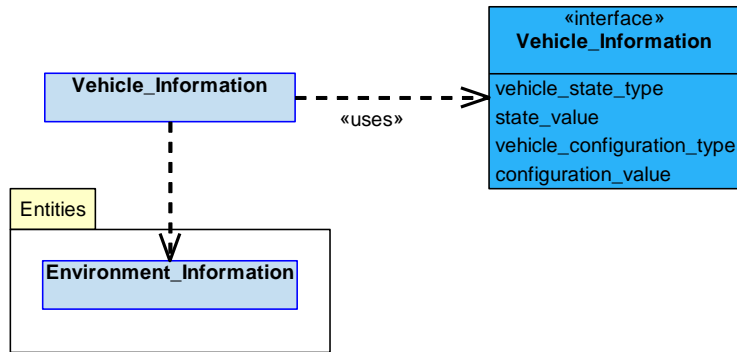 «interface»
Vehicle_Information
vehicle_state_type
state_value
vehicle_configuration_type
configuration_value
Vehicle_Information
«uses»
Entities
Environment_Information